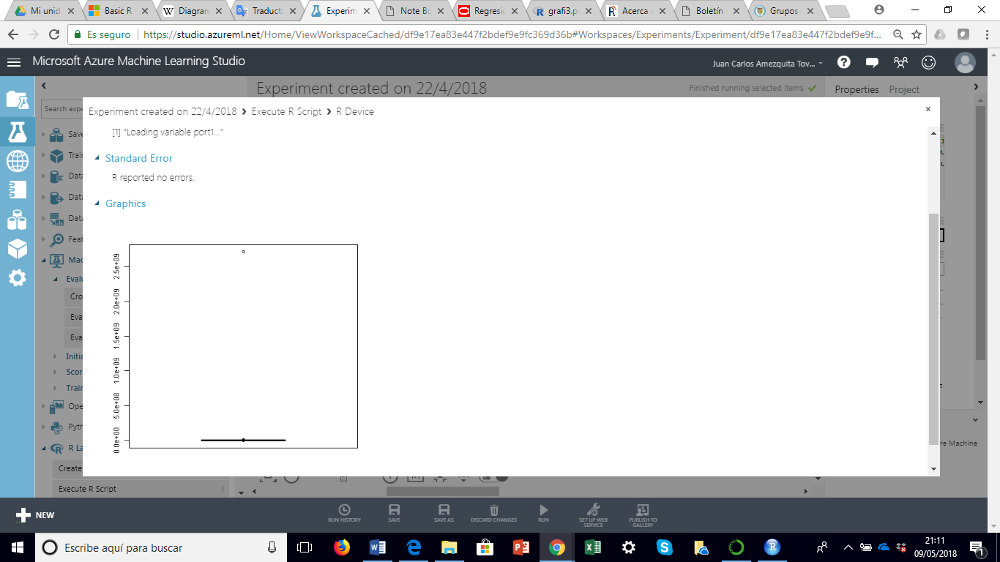 Mi unid
Basic R
Diagran
Traducto
Experim
Note Bo
Regresio
grafi3.p
Acerca
Boletín
Grupos
Es seguro
https://studio.azureml.net/Home/ViewWorkspaceCached/df9e17ea83e447f2bdef9e9fc369d36b#Workspaces/Experiments/Experiment/df9e17ea83e447f2bdef9e9f...
Microsoft Azure Machine Learning Studio
Juan Carlos Amezquita Tov...
Experiment created on 22/4/2018
Finished running selected items
Properties
Project
Search expe
Experiment created on 22/4/2018 > Execute R Script > R Device
[1] "Loading variable port1..."
Standard Error
R reported no errors.
Graphics
2.5e+09
2.0e+09
1.5e+09
1.0e+09
5.0e+08
0.0e+00
Save
Train
Data
Data
Data
Feat
Mac
Evalu
Cro
Eva
Eva
Initia
Scor
Train
Ope
Pyth
R La
Create
Execute R Script
re Machine
NEW
RUN HISTORY
SAVE
SAVE AS
DISCARD CHANGES
RUN
SET UP WEB
SERVICE
PUBLISH TO
GALLERY
Escribe aquí para buscar
21:11
09/05/2018
1